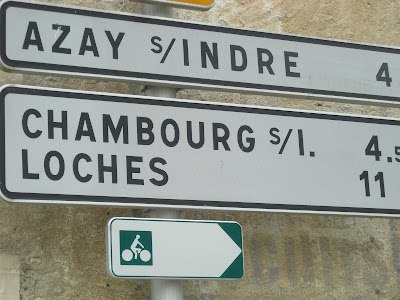 AZAY S/INDRE 4
CHAMBOURG S/I. 4.5
LOCHES 11